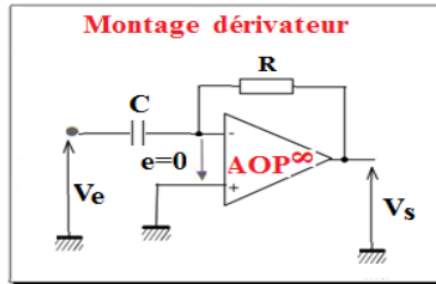 Montage dérivateur
R
C
-
e=0
AOP∞
+
Ve
Vs